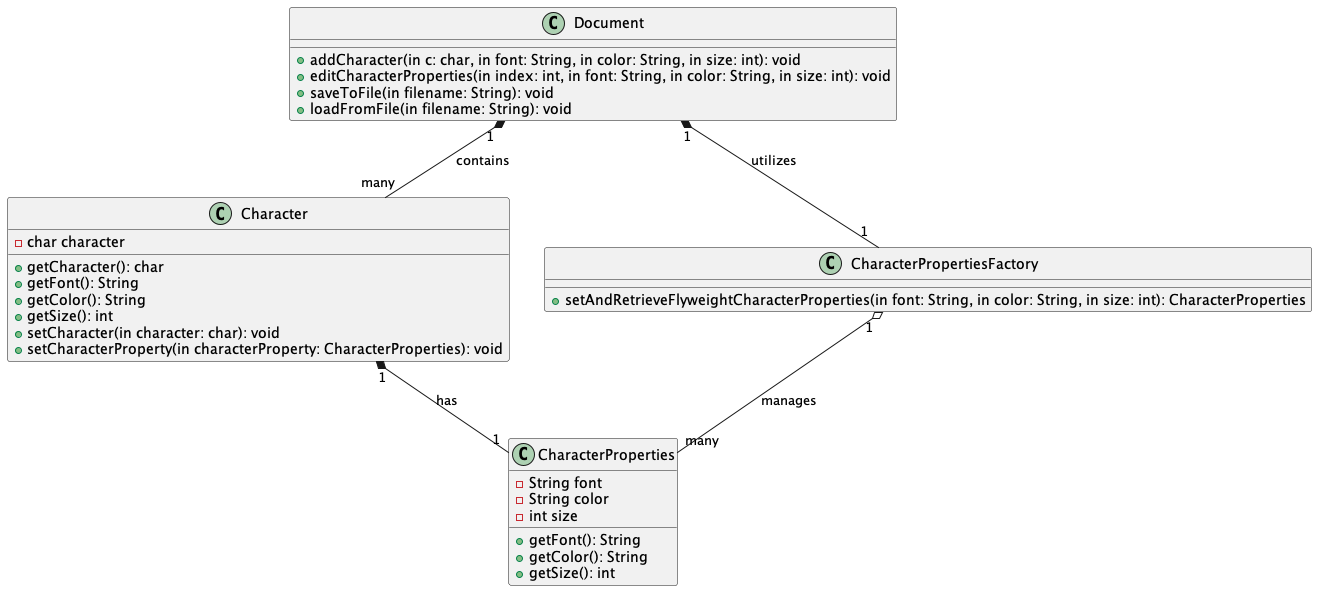 C Document
addCharacter(in c: char, in font: String, in color: String, in size: int): void
editCharacterProperties(in index: int, in font: String, in color: String, in size: int): void
saveToFile(in filename: String): void
loadFromFile(in filename: String): void
1
1
contains
utilizes
many
1
C Character
char character
getCharacter(): char
getFont(): String
getColor(): String
getSize(): int
setCharacter(in character: char): void
setCharacterProperty(in characterProperty: CharacterProperties): void
C CharacterPropertiesFactory
setAndRetrieveFlyweightCharacterProperties(in font: String, in color: String, in size: int): CharacterProperties
1
1
has
manages
1
many
C CharacterProperties
String font
String color
int size
getFont(): String
getColor(): String
getSize(): int